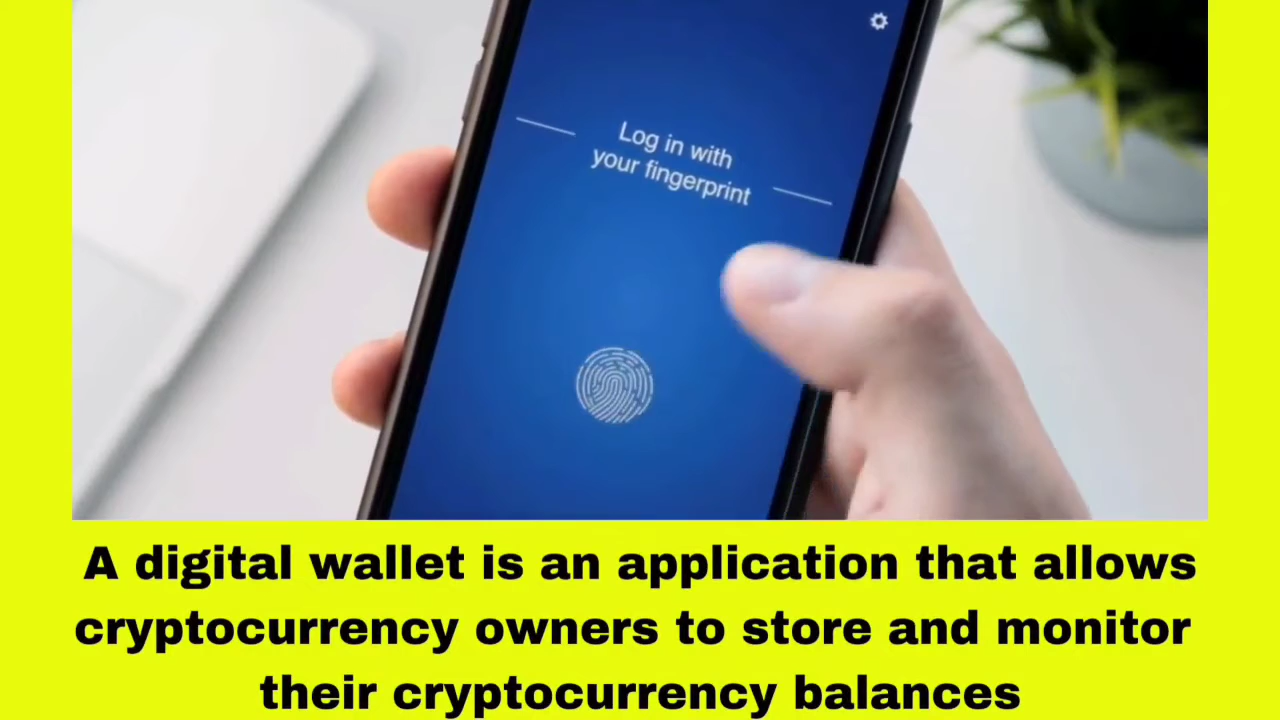 Log in with
your fingerprint
A digital wallet is an application that allows
cryptocurrency owners to store and monitor
their cryptocurrency balances